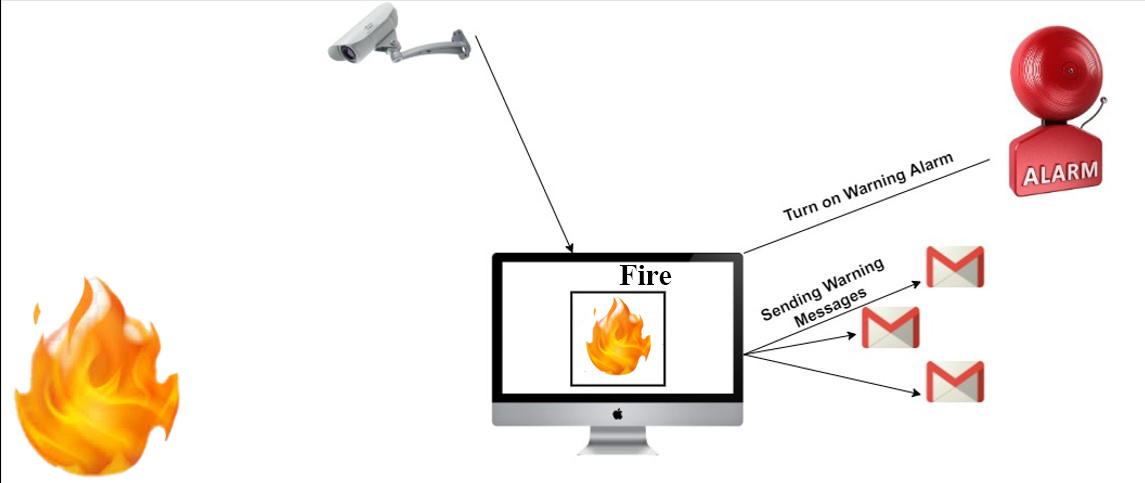 Turn on Warning Alarm
ALARM
Fire
Sending Warning
Messages